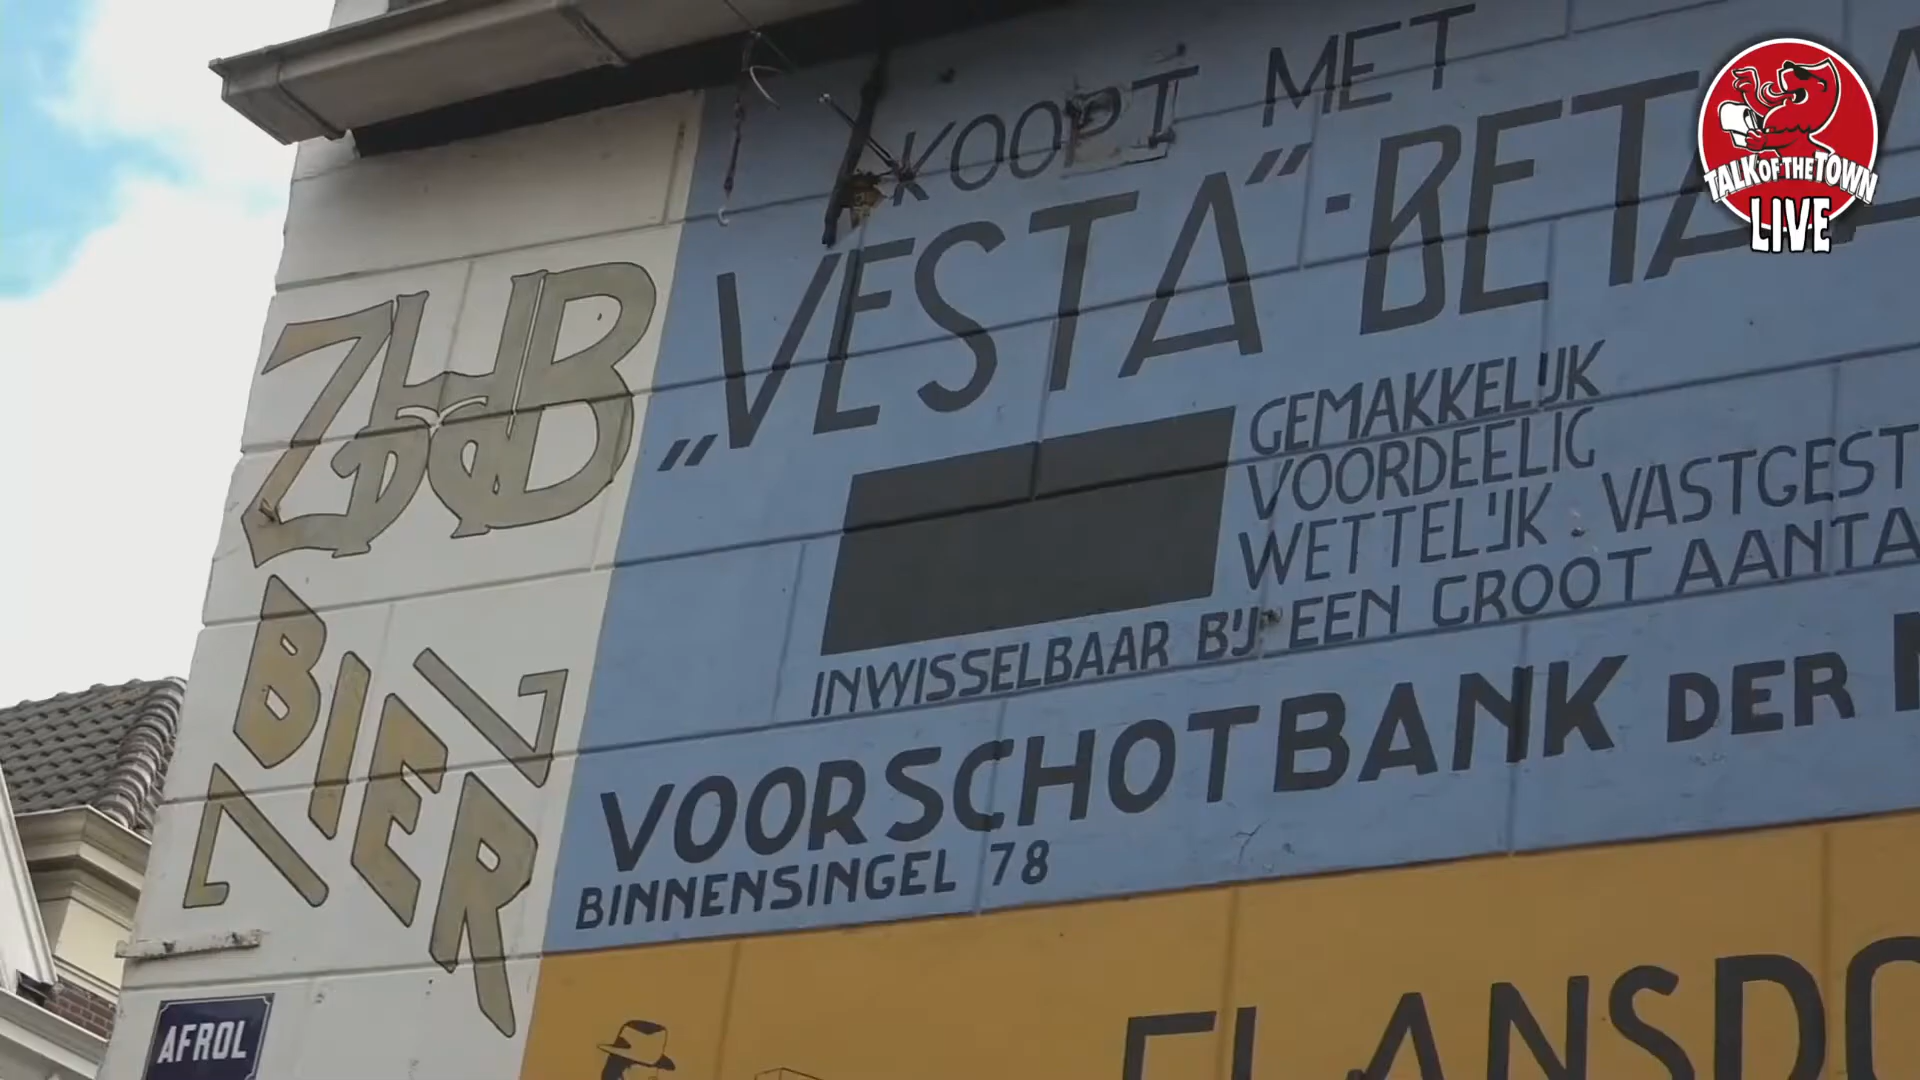 KOOPT MET
„VESTA"-BETA
GEMAKKELIJK
VOORDEELIG
WETTELIJK. VASTGEST
INWISSELBAAR BIJ EEN GROOT AANTA
VOORSCHOTBANK DER
BINNENSINGEL 78
BIER
AFROL
TALK OF THE TOWN
LIVE